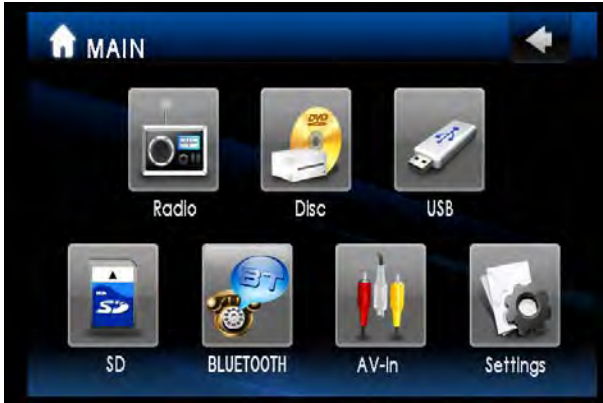 MAIN
DVD
Radio
Disc
USB
SD
BT
SD
BLUETOOTH
AV-In
Settings